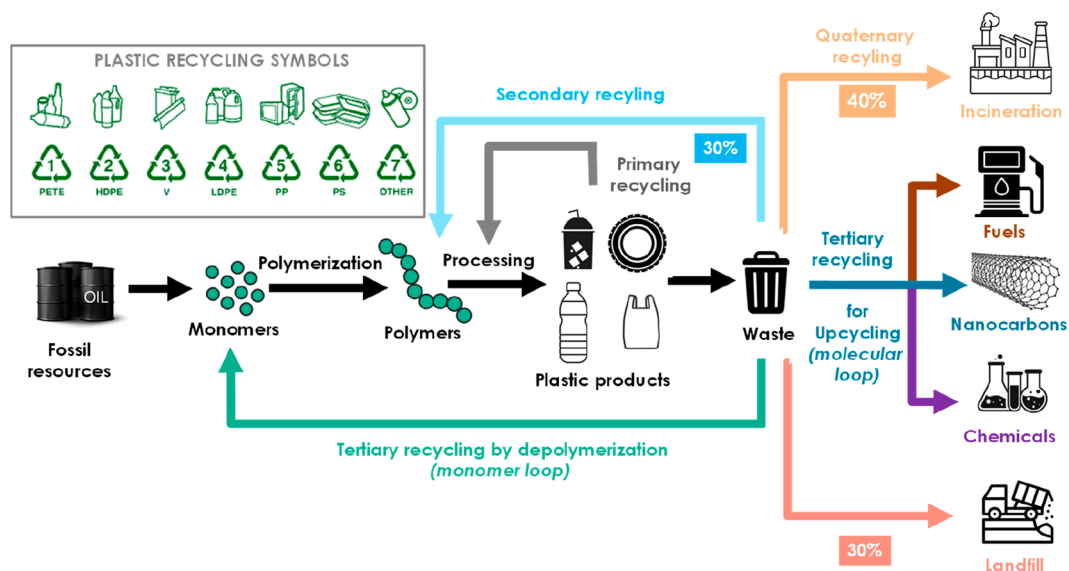 PLASTIC RECYCLING SYMBOLS
1
2
3
4
5
6
7
PETE
HDPE
V
LDPE
PP
PS
OTHER
Secondary recyling
30%
Primary
recycling
Quaternary
recyling
40%
Incineration
Fuels
Tertiary
recycling
for
Upcycling
(molecular
loop)
Nanocarbons
Chemicals
OIL
Fossil
resources
Monomers
Polymerization
Polymers
Processing
Plastic products
Waste
Tertiary recycling by depolymerization
(monomer loop)
30%
Landfill